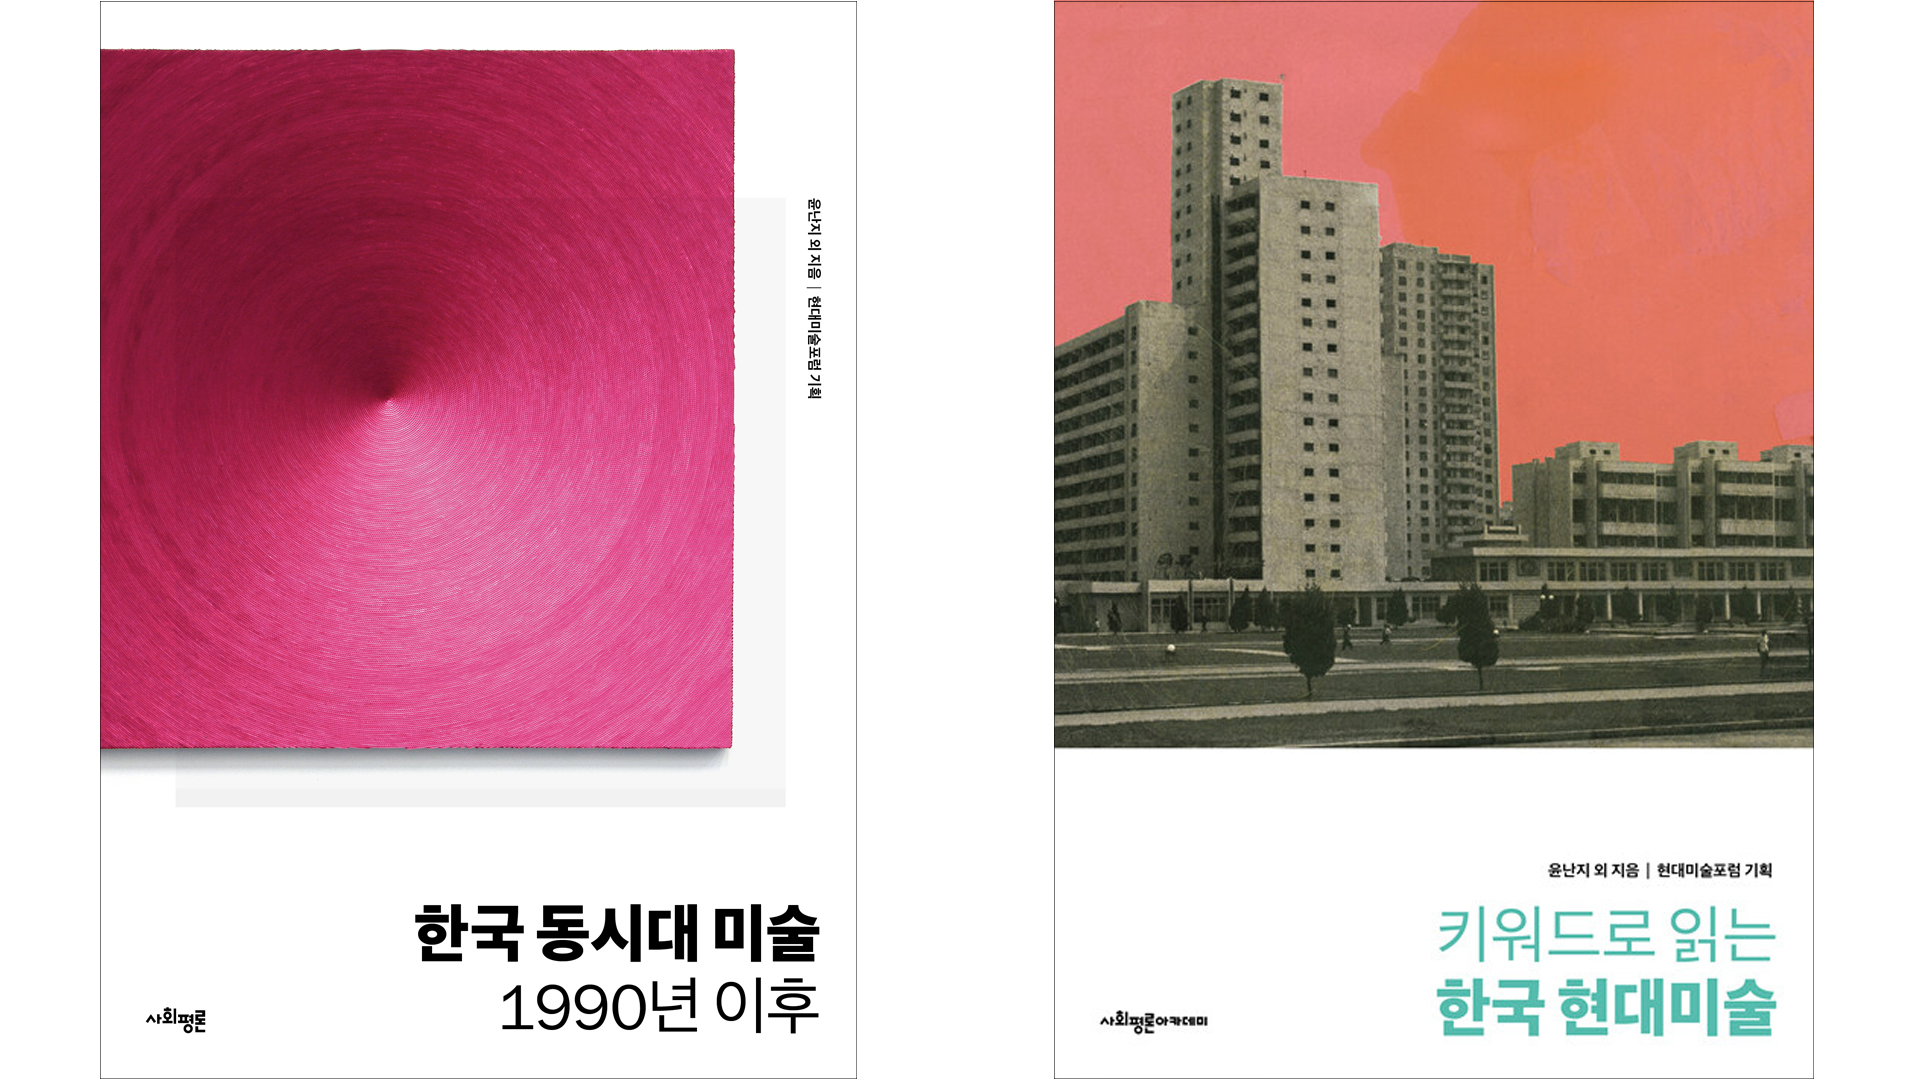 윤난지 외 지음 | 현대미술포럼 기획
한국 동시대 미술
1990년 이후
사회평론
윤난지 외 지음 | 현대미술포럼 기획
키워드로 읽는
한국 현대미술
사회평론아카데미